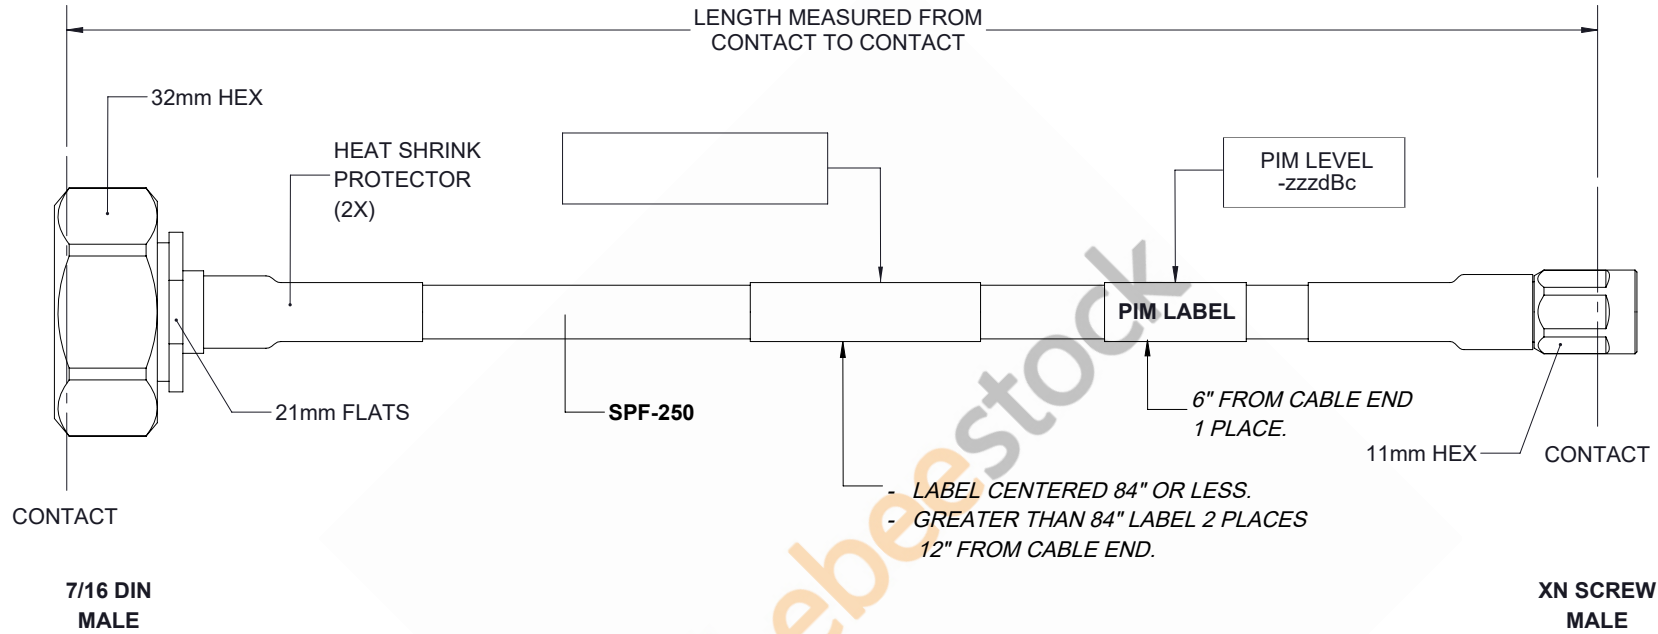 LENGTH MEASURED FROM
CONTACT TO CONTACT
32mm HEX
HEAT SHRINK
PROTECTOR
(2X)
PIM LEVEL
-zzzdBc
PIM LABEL
21mm FLATS
SPF-250
6" FROM CABLE END
1 PLACE.
11mm HEX
CONTACT
- LABEL CENTERED 84" OR LESS.
- GREATER THAN 84" LABEL 2 PLACES
12" FROM CABLE END.
CONTACT
7/16 DIN
MALE
XN SCREW
MALE
ebeestock